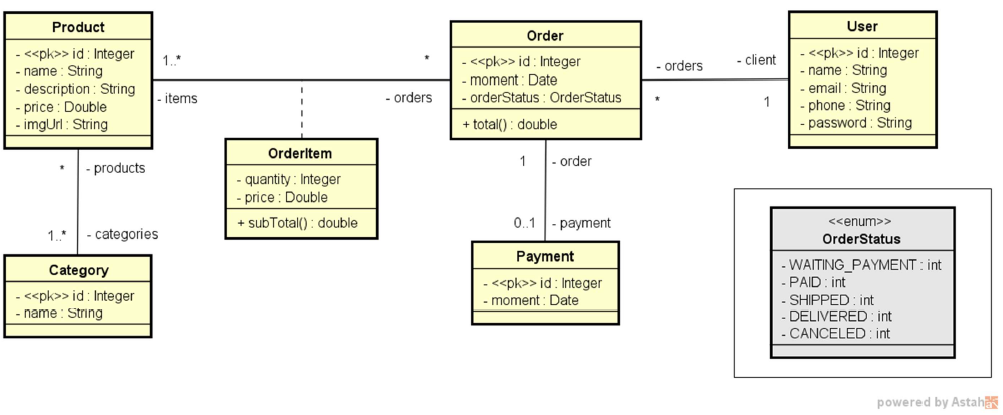 Product
- <<pk>> id : Integer
- name : String
- description : String
- price : Double
- imgUrl : String
1..*
*
- items
- orders
Order
- <<pk>> id : Integer
- moment : Date
- orderStatus : OrderStatus
+ total() : double
- orders
- client
*
1
User
- <<pk>> id : Integer
- name : String
- email : String
- phone : String
- password : String
OrderItem
- quantity : Integer
- price : Double
+ subTotal() : double
* - products
1..* - categories
Category
- <<pk>> id : Integer
- name : String
1 - order
0..1 - payment
Payment
- <<pk>> id : Integer
- moment : Date
<<enum>>
OrderStatus
- WAITING_PAYMENT : int
- PAID : int
- SHIPPED : int
- DELIVERED : int
- CANCELED : int
powered by Astah